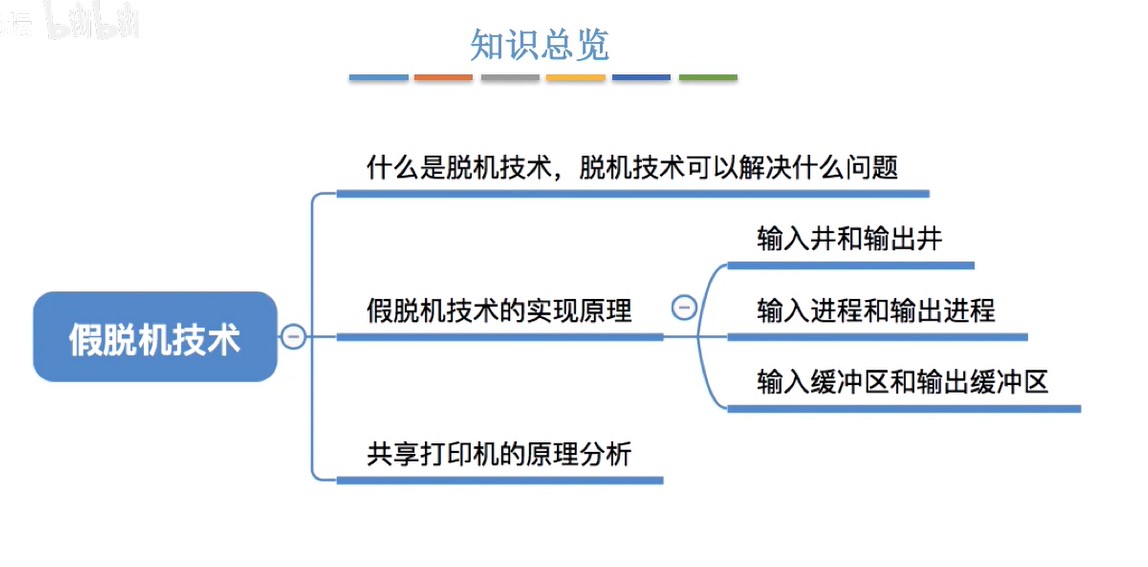 bilibili
知识总览
什么是脱机技术，脱机技术可以解决什么问题
输入井和输出井
假脱机技术的实现原理
输入进程和输出进程
假脱机技术
输入缓冲区和输出缓冲区
共享打印机的原理分析